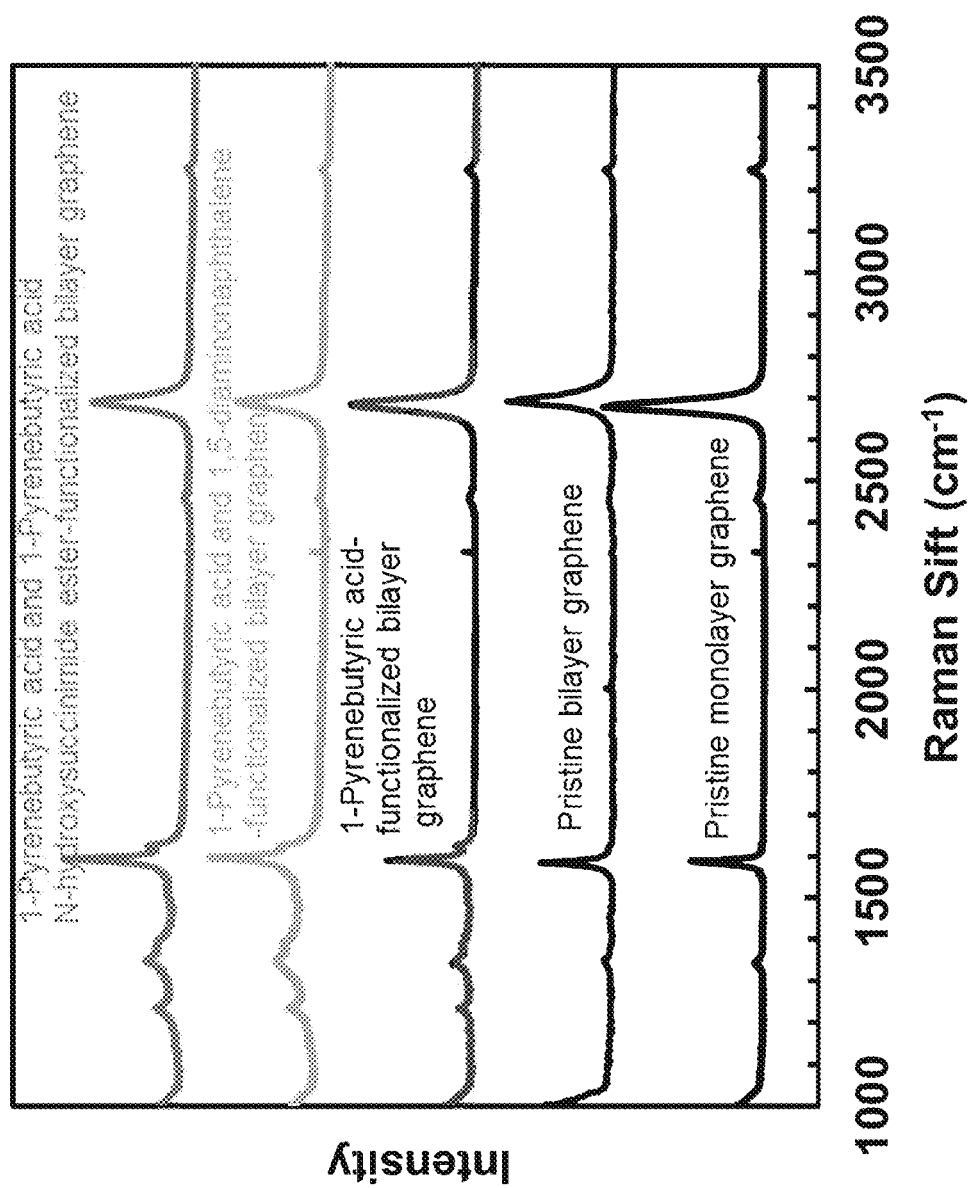 1-Pyrenebutyric acid and 1-Pyrenebutyric acid
N-hydroxysuccinimide ester-functionalized bilayer graphene
1-Pyrenebutyric acid and 1,5-diaminonaphthalene
-functionalized bilayer graphene
1-Pyrenebutyric acid-
functionalized bilayer
graphene
Pristine bilayer graphene
Pristine monolayer graphene
Intensity
1000 1500 2000 2500 3000 3500
Raman Sift (cm-1)